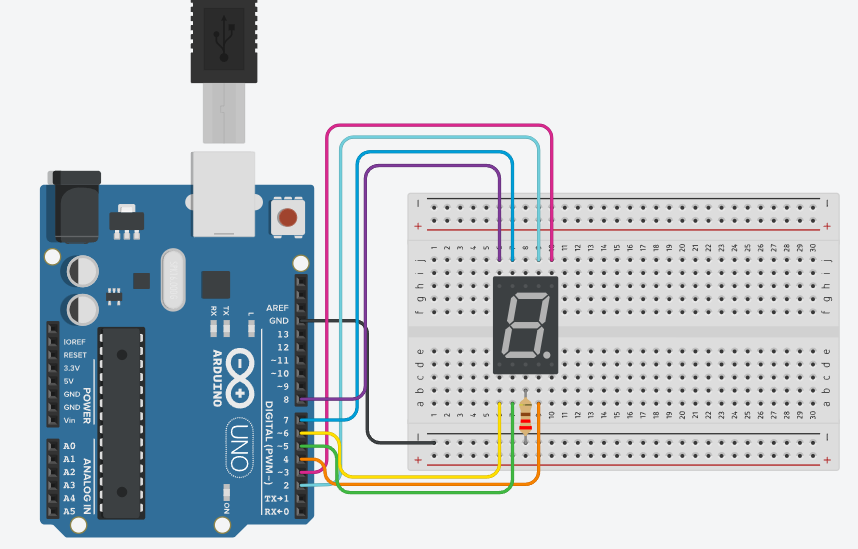 AREF
GND
13
12
~11
~10
~9
8
7
~6
~5
4
~3
2
TX→1
RX←0
DIGITAL (PWM~)
RX
TX
L
ARDUINO
UNO
ON
IOREF
RESET
3.3V
5V
GND
GND
Vin
POWER
A0
A1
A2
A3
A4
A5
ANALOG IN
− −
+ +
1 2 3 4 5 6 7 8 9 10 11 12 13 14 15 16 17 18 19 20 21 22 23 24 25 26 27 28 29 30
j j
i i
h h
g g
f f
e e
d d
c c
b b
a a
1 2 3 4 5 6 7 8 9 10 11 12 13 14 15 16 17 18 19 20 21 22 23 24 25 26 27 28 29 30
− −
+ +